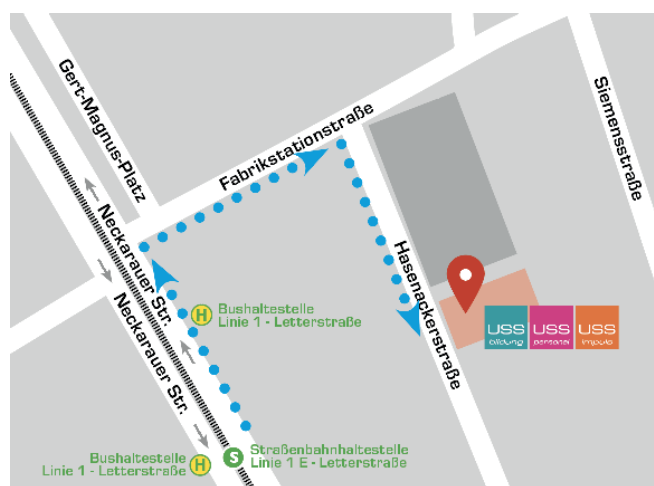 Gert-Magnus-Platz
Siemensstraße
Fabrikstationstraße
Neckarauer Str.
Neckarauer Str.
Hasenackerstraße
H
Bushaltestelle
Linie 1 - Letterstraße
USS
bildung
USS
personal
USS
impuls
Bushaltestelle
Linie 1 - Letterstraße
H
S
Straßenbahnhaltestelle
Linie 1 E - Letterstraße